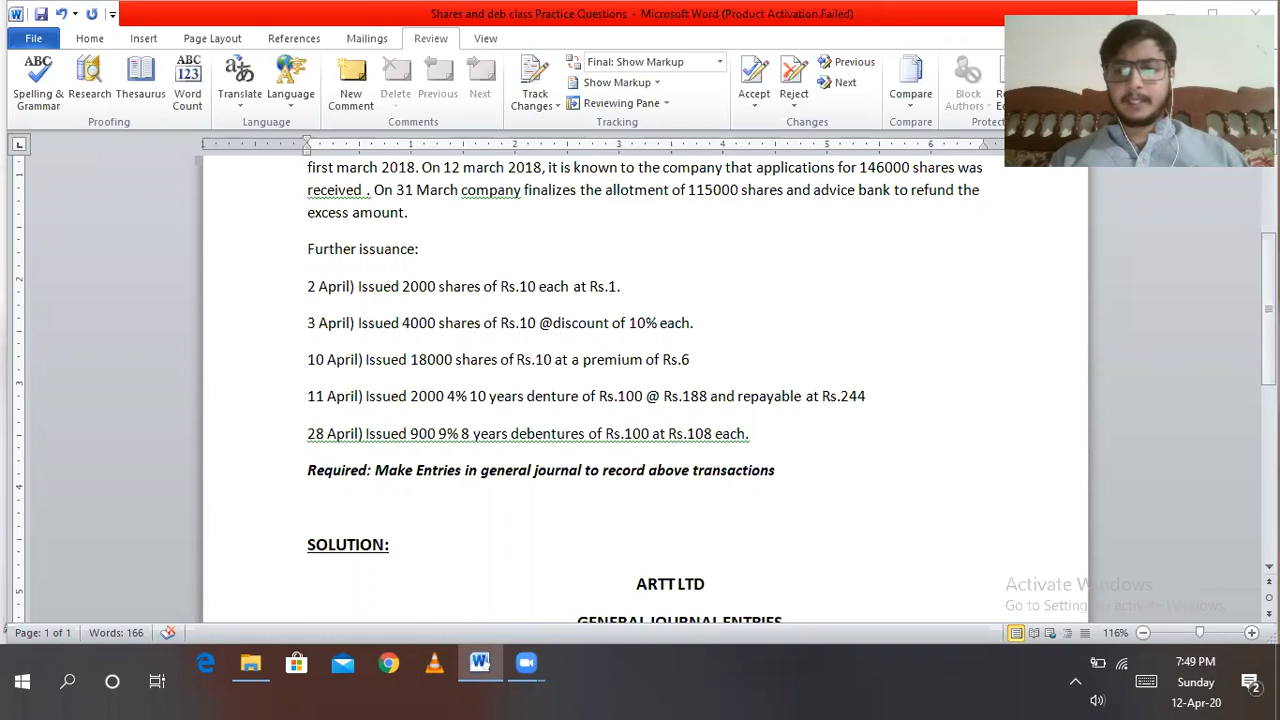 Shares and deb class Practice Questions - Microsoft Word (Product Activation Failed)
File Home Insert Page Layout References Mailings Review View
Spelling & Grammar
Research
Thesaurus
Word Count
Translate
Language
New Comment
Delete
Previous
Next
Track Changes
Final: Show Markup
Show Markup
Reviewing Pane
Accept
Reject
Previous
Next
Compare
Block Authors
Proofing Language Comments Tracking Changes Compare
first march 2018. On 12 march 2018, it is known to the company that applications for 146000 shares was
received . On 31 March company finalizes the allotment of 115000 shares and advice bank to refund the
excess amount.
Further issuance:
2 April) Issued 2000 shares of Rs.10 each at Rs.1.
3 April) Issued 4000 shares of Rs.10 @discount of 10% each.
10 April) Issued 18000 shares of Rs.10 at a premium of Rs.6
11 April) Issued 2000 4% 10 years denture of Rs.100 @ Rs.188 and repayable at Rs.244
28 April) Issued 900 9% 8 years debentures of Rs.100 at Rs.108 each.
Required: Make Entries in general journal to record above transactions
SOLUTION:
ARTT LTD
GENERAL JOURNAL ENTRIES
Activate Windows
Go to Settings to activate Windows.
Page: 1 of 1 Words: 166 116%
7:49 PM
Sunday
12-Apr-20
2